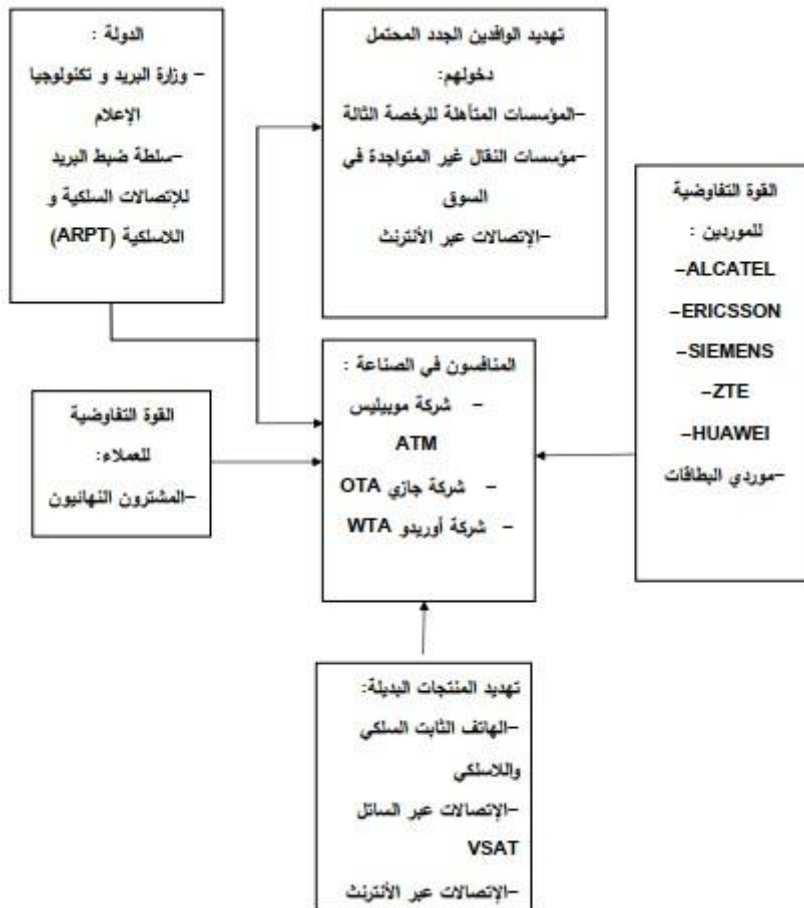 الدولة :
– وزارة البريد و تكنولوجيا
الإعلام
–سلطة ضبط البريد
للإتصالات السلكية و
اللاسلكية (ARPT)
تهديد الوافدين الجدد المحتمل
دخولهم:
–المؤسسات المتأهلة للرخصة الثالة
–مؤسسات النقال غير المتواجدة في
السوق
–الإتصالات عبر الأنترنث
القوة التفاوضية
للموردين :
–ALCATEL
–ERICSSON
–SIEMENS
–ZTE
–HUAWEI
–موردي البطاقات
المنافسون في الصناعة :
– شركة موبيليس
ATM
– شركة جازي OTA
– شركة أوريدو WTA
القوة التفاوضية
للعملاء:
–المشترون النهائيون
تهديد المنتجات البديلة:
–الهاتف الثابت السلكي
واللاسلكي
–الإتصالات عبر الساتل
VSAT
–الإتصالات عبر الأنترنث